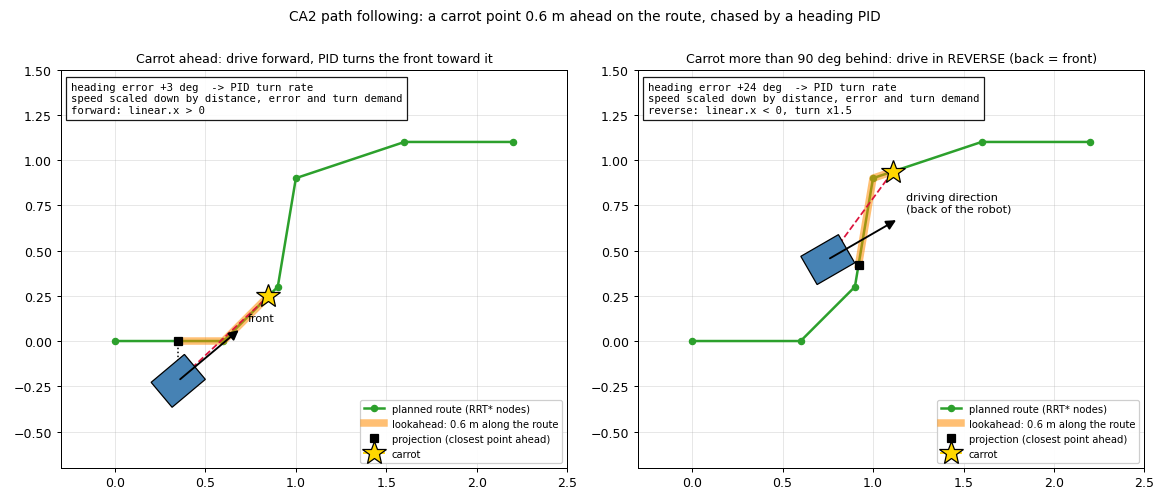 CA2 path following: a carrot point 0.6 m ahead on the route, chased by a heading PID
Carrot ahead: drive forward, PID turns the front toward it
heading error +3 deg  -> PID turn rate
speed scaled down by distance, error and turn demand
forward: linear.x > 0
1.50
1.25
1.00
0.75
0.50
0.25
0.00
−0.25
−0.50
0.0
0.5
1.0
1.5
2.0
2.5
front
planned route (RRT* nodes)
lookahead: 0.6 m along the route
projection (closest point ahead)
carrot
Carrot more than 90 deg behind: drive in REVERSE (back = front)
heading error +24 deg  -> PID turn rate
speed scaled down by distance, error and turn demand
reverse: linear.x < 0, turn x1.5
1.50
1.25
1.00
0.75
0.50
0.25
0.00
−0.25
−0.50
0.0
0.5
1.0
1.5
2.0
2.5
driving direction
(back of the robot)
planned route (RRT* nodes)
lookahead: 0.6 m along the route
projection (closest point ahead)
carrot